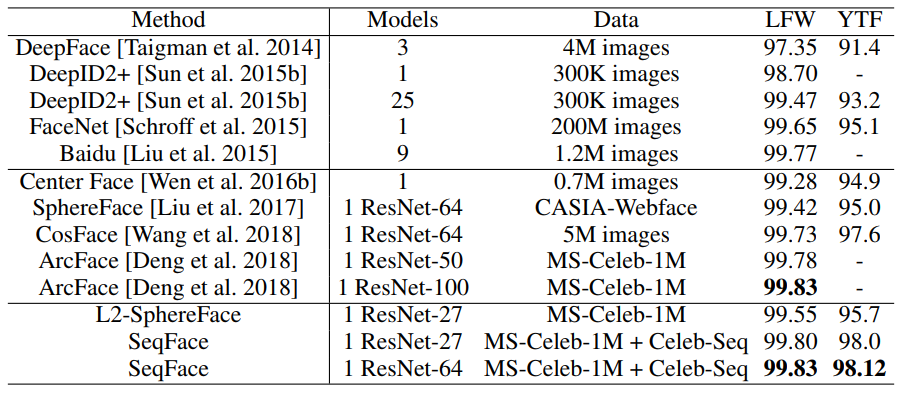 Method Models Data LFW YTF
DeepFace [Taigman et al. 2014] 3 4M images 97.35 91.4
DeepID2+ [Sun et al. 2015b] 1 300K images 98.70 -
DeepID2+ [Sun et al. 2015b] 25 300K images 99.47 93.2
FaceNet [Schroff et al. 2015] 1 200M images 99.65 95.1
Baidu [Liu et al. 2015] 9 1.2M images 99.77 -
Center Face [Wen et al. 2016b] 1 0.7M images 99.28 94.9
SphereFace [Liu et al. 2017] 1 ResNet-64 CASIA-Webface 99.42 95.0
CosFace [Wang et al. 2018] 1 ResNet-64 5M images 99.73 97.6
ArcFace [Deng et al. 2018] 1 ResNet-50 MS-Celeb-1M 99.78 -
ArcFace [Deng et al. 2018] 1 ResNet-100 MS-Celeb-1M 99.83 -
L2-SphereFace 1 ResNet-27 MS-Celeb-1M 99.55 95.7
SeqFace 1 ResNet-27 MS-Celeb-1M + Celeb-Seq 99.80 98.0
SeqFace 1 ResNet-64 MS-Celeb-1M + Celeb-Seq 99.83 98.12